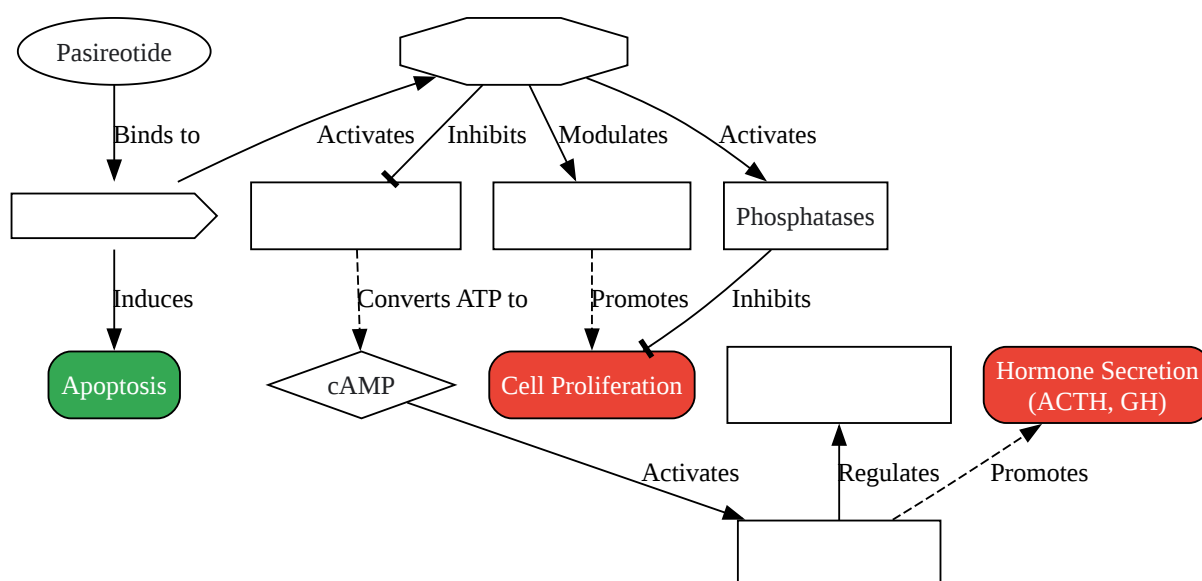 Pasireotide
Binds to
Activates
Inhibits
Modulates
Activates
Phosphatases
Induces
Converts ATP to
Promotes
Inhibits
Apoptosis
cAMP
Cell Proliferation
Hormone Secretion
(ACTH, GH)
Activates
Regulates
Promotes